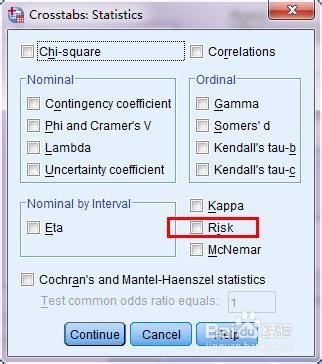 Crosstabs: Statistics
Chi-square
Correlations
Nominal
Contingency coefficient
Phi and Cramer's V
Lambda
Uncertainty coefficient
Ordinal
Gamma
Somers' d
Kendall's tau-b
Kendall's tau-c
Nominal by Interval
Eta
Kappa
Risk
McNemar
Cochran's and Mantel-Haenszel statistics
Test common odds ratio equals: 1
Continue Cancel Help